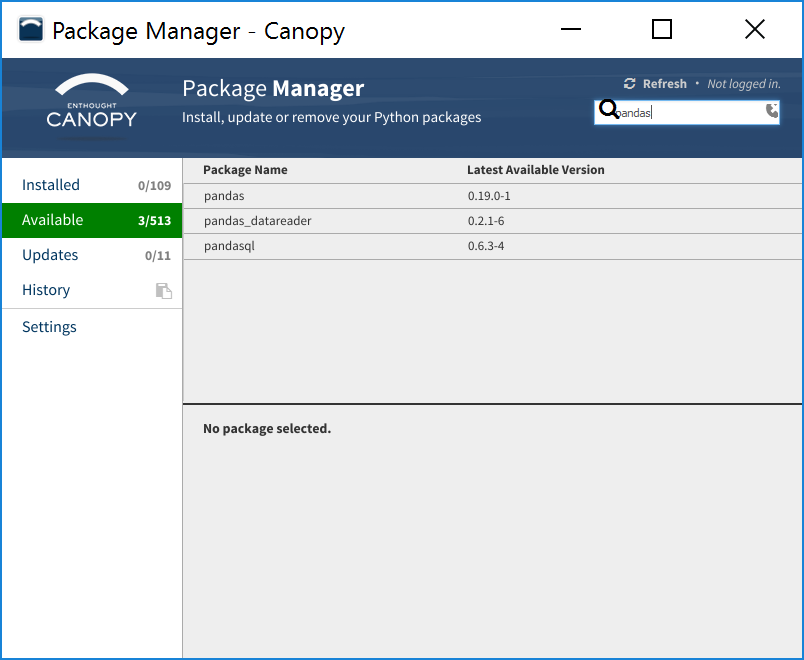 Package Manager - Canopy
ENTHOUGHT
CANOPY
Package Manager
Install, update or remove your Python packages
Refresh • Not logged in.
pandas
Installed 0/109
Available 3/513
Updates 0/11
History
Settings
Package Name Latest Available Version
pandas 0.19.0-1
pandas_datareader 0.2.1-6
pandasql 0.6.3-4
No package selected.